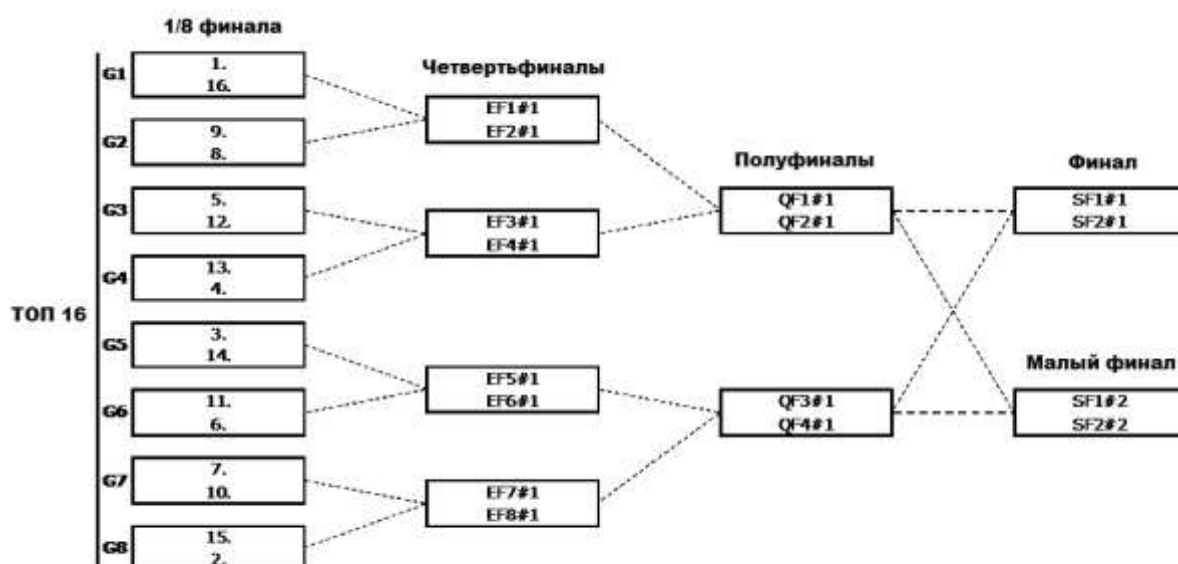 1/8 финала
Четвертьфиналы
Полуфиналы
Финал
Малый финал
ТОП 16
G1
1.
16.
G2
9.
8.
G3
5.
12.
G4
13.
4.
G5
3.
14.
G6
11.
6.
G7
7.
10.
G8
15.
2.
EF1#1
EF2#1
EF3#1
EF4#1
EF5#1
EF6#1
EF7#1
EF8#1
QF1#1
QF2#1
QF3#1
QF4#1
SF1#1
SF2#1
SF1#2
SF2#2